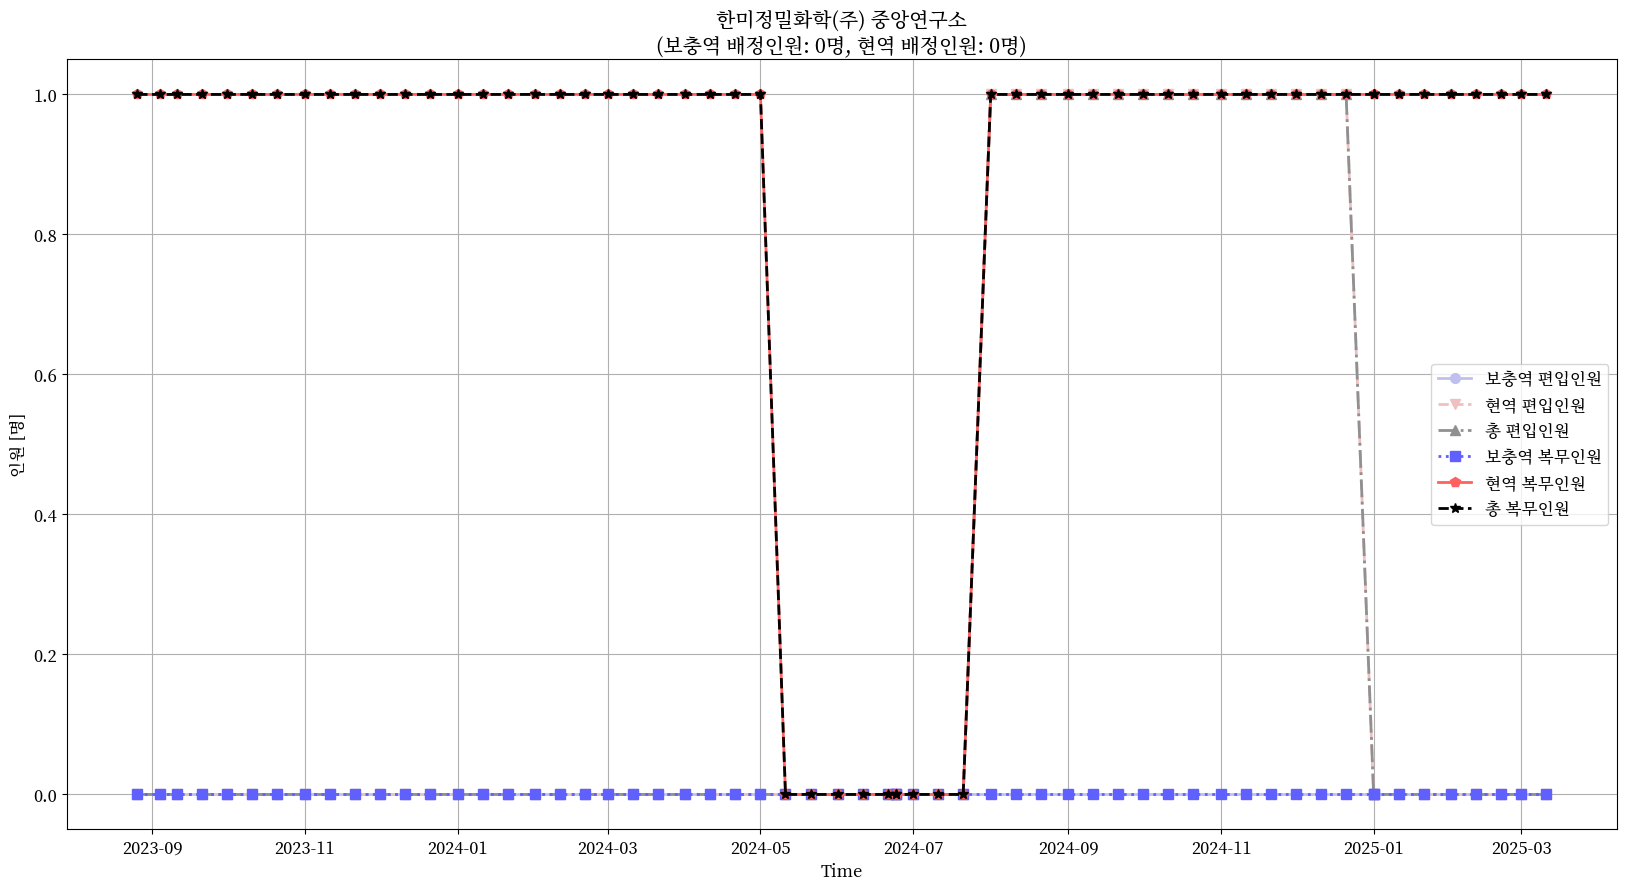 한미정밀화학(주) 중앙연구소
(보충역 배정인원: 0명, 현역 배정인원: 0명)
인원 [명]
1.0
0.8
0.6
0.4
0.2
0.0
보충역 편입인원
현역 편입인원
총 편입인원
보충역 복무인원
현역 복무인원
총 복무인원
2023-09 2023-11 2024-01 2024-03 2024-05 2024-07 2024-09 2024-11 2025-01 2025-03
Time